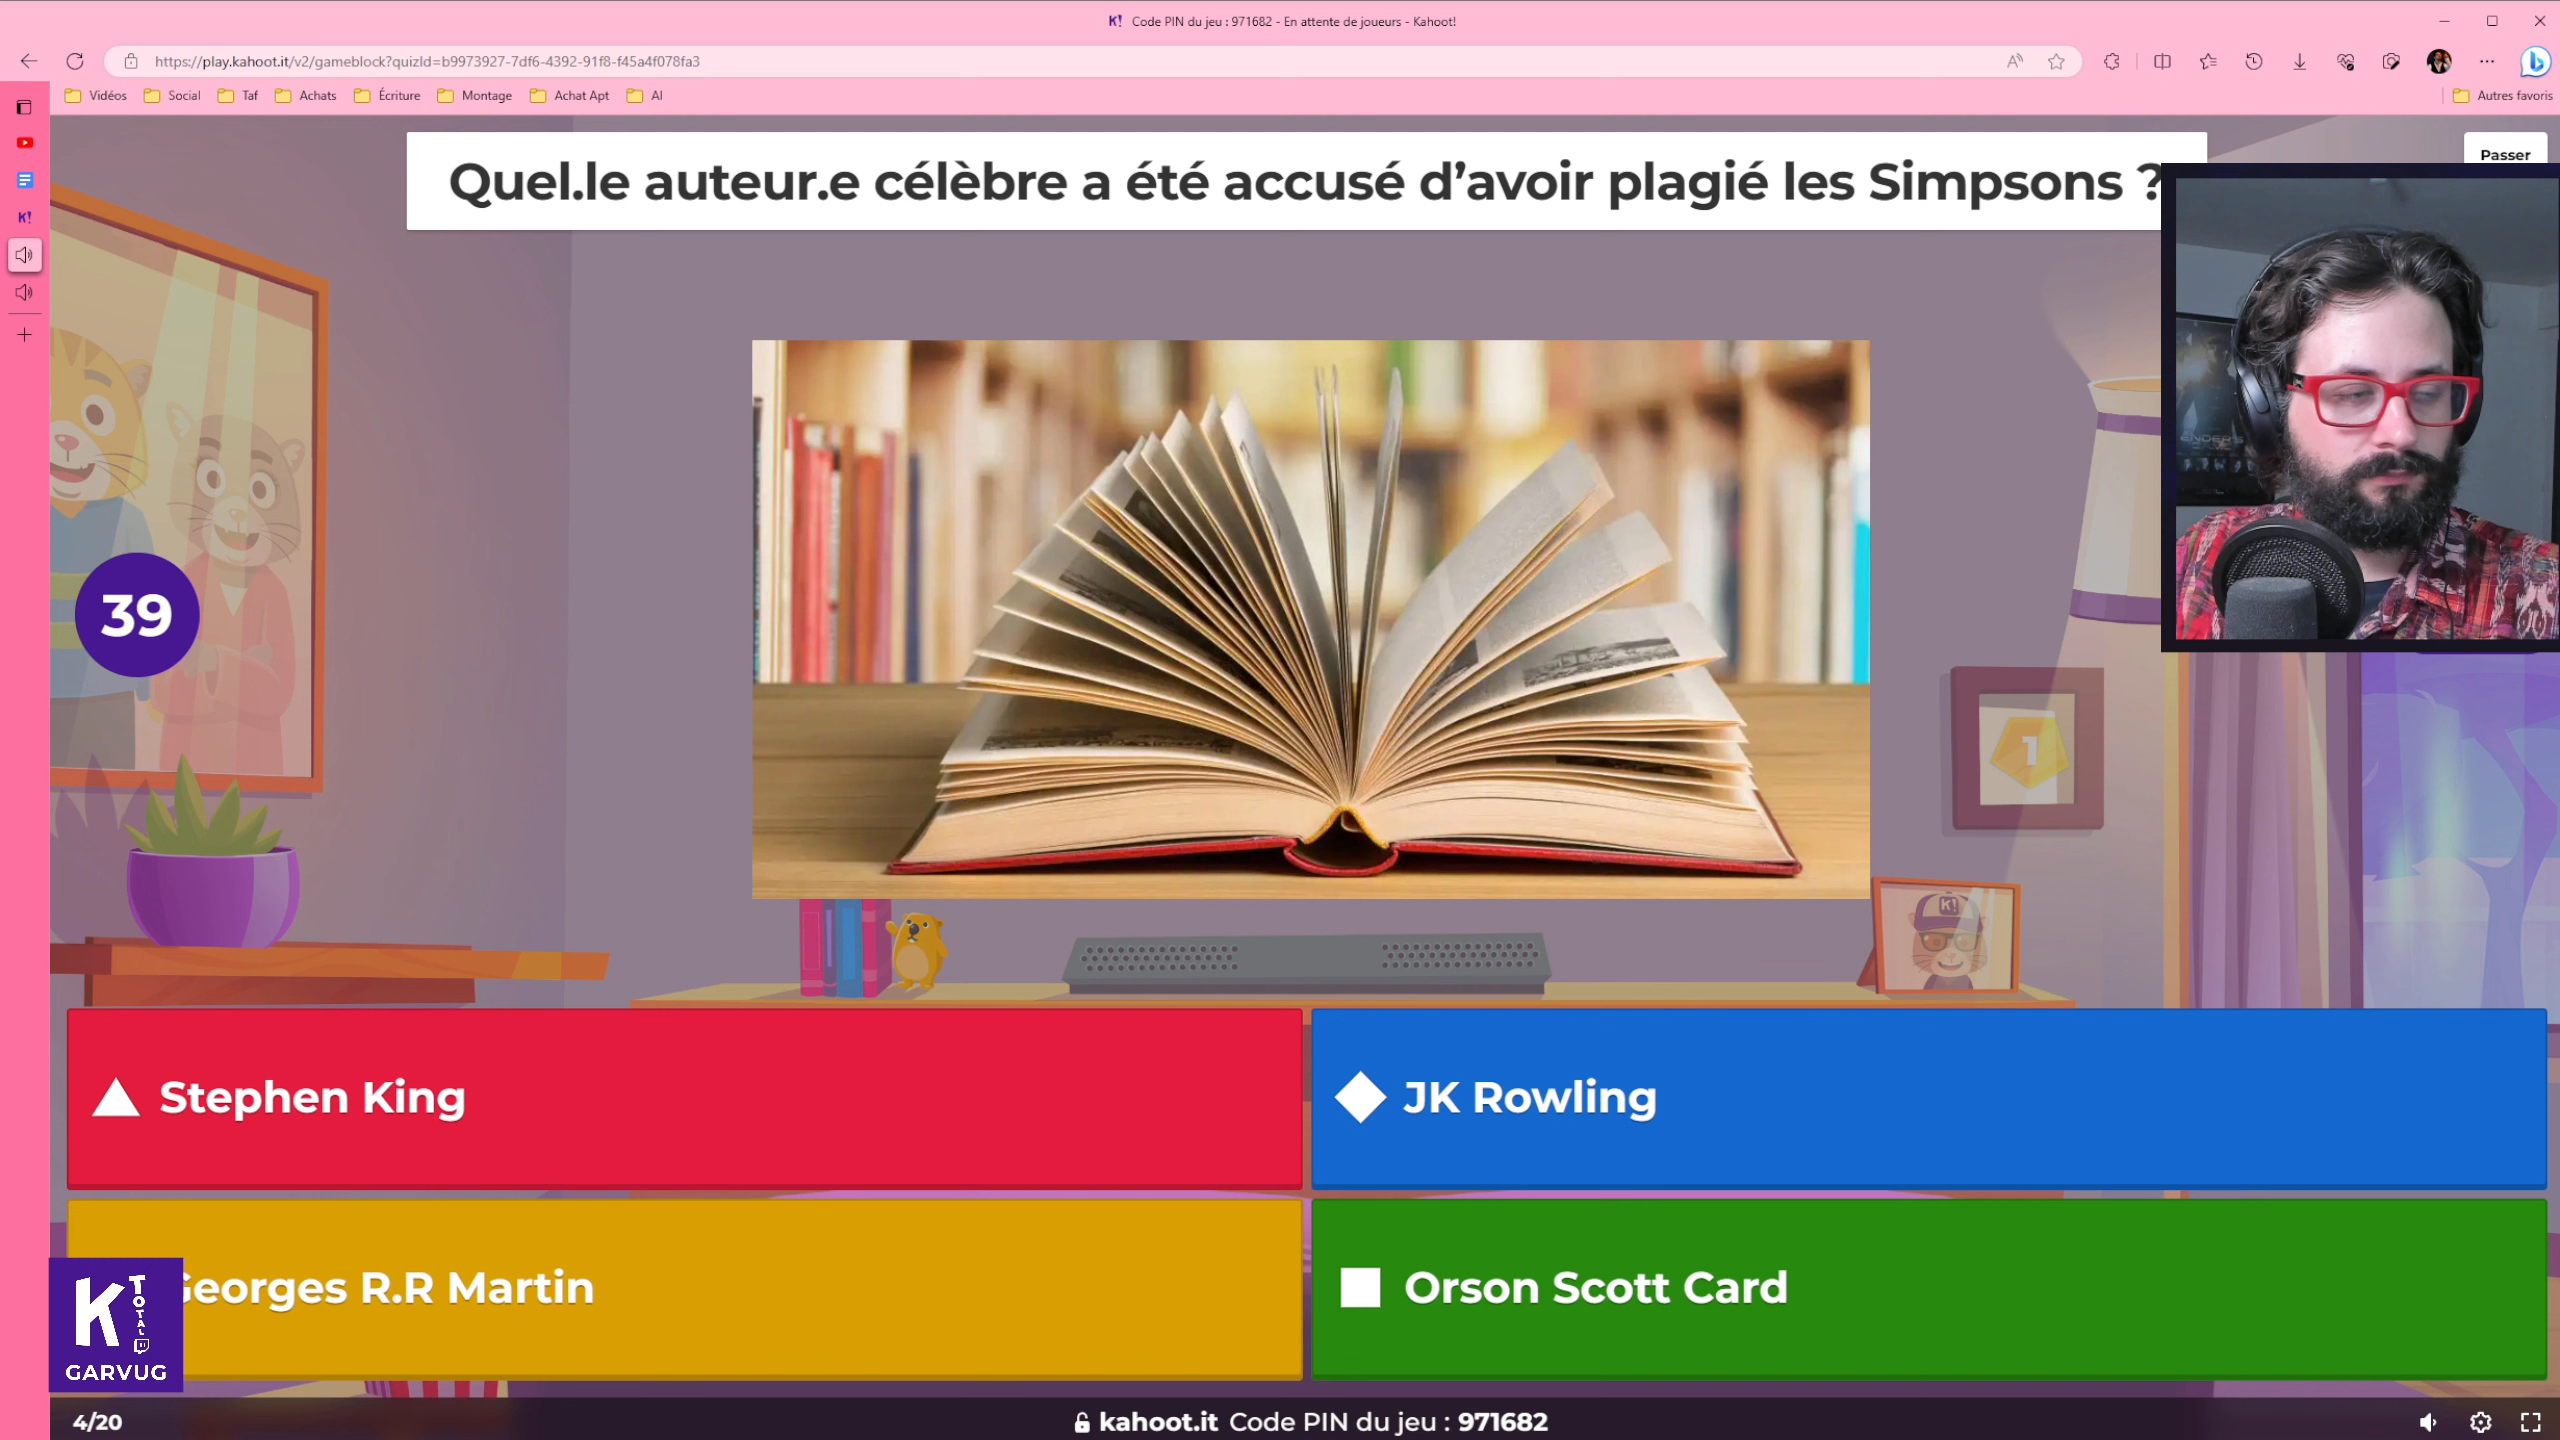 K! Code PIN du jeu : 971682 - En attente de joueurs - Kahoot!
https://play.kahoot.it/v2/gameblock?quizId=b9973927-7df6-4392-91f8-f45a4f078fa3
Vidéos Social Taf Achats Écriture Montage Achat Apt AI Autres favoris
Quel.le auteur.e célèbre a été accusé d’avoir plagié les Simpsons ?
Passer
K!
39
1
K!
Stephen King
JK Rowling
Georges R.R Martin
Orson Scott Card
K TOTAL
GARVUG
4/20
kahoot.it Code PIN du jeu : 971682